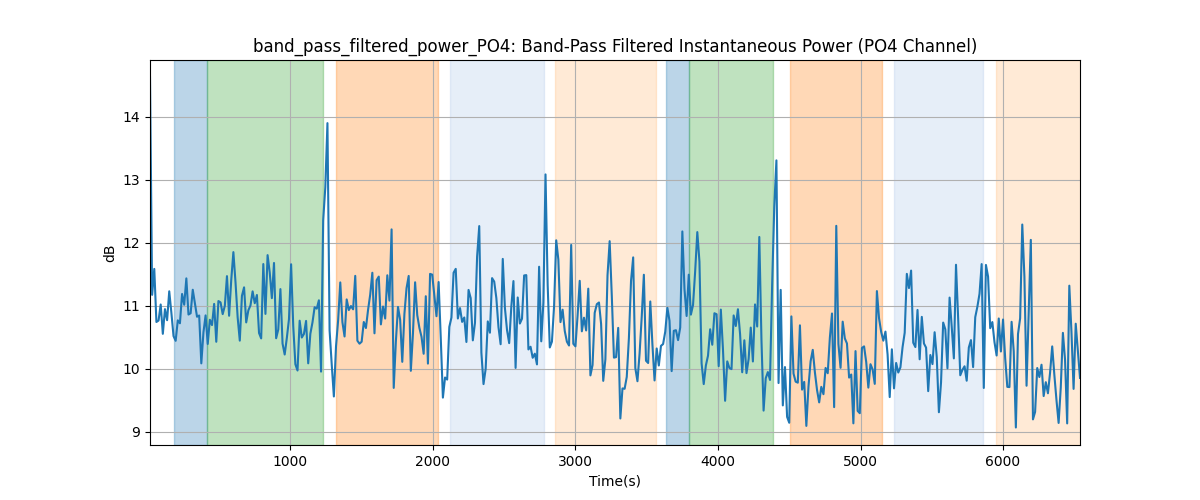 band_pass_filtered_power_PO4: Band-Pass Filtered Instantaneous Power (PO4 Channel)
14
13
12
11
10
9
dB
1000 2000 3000 4000 5000 6000
Time(s)